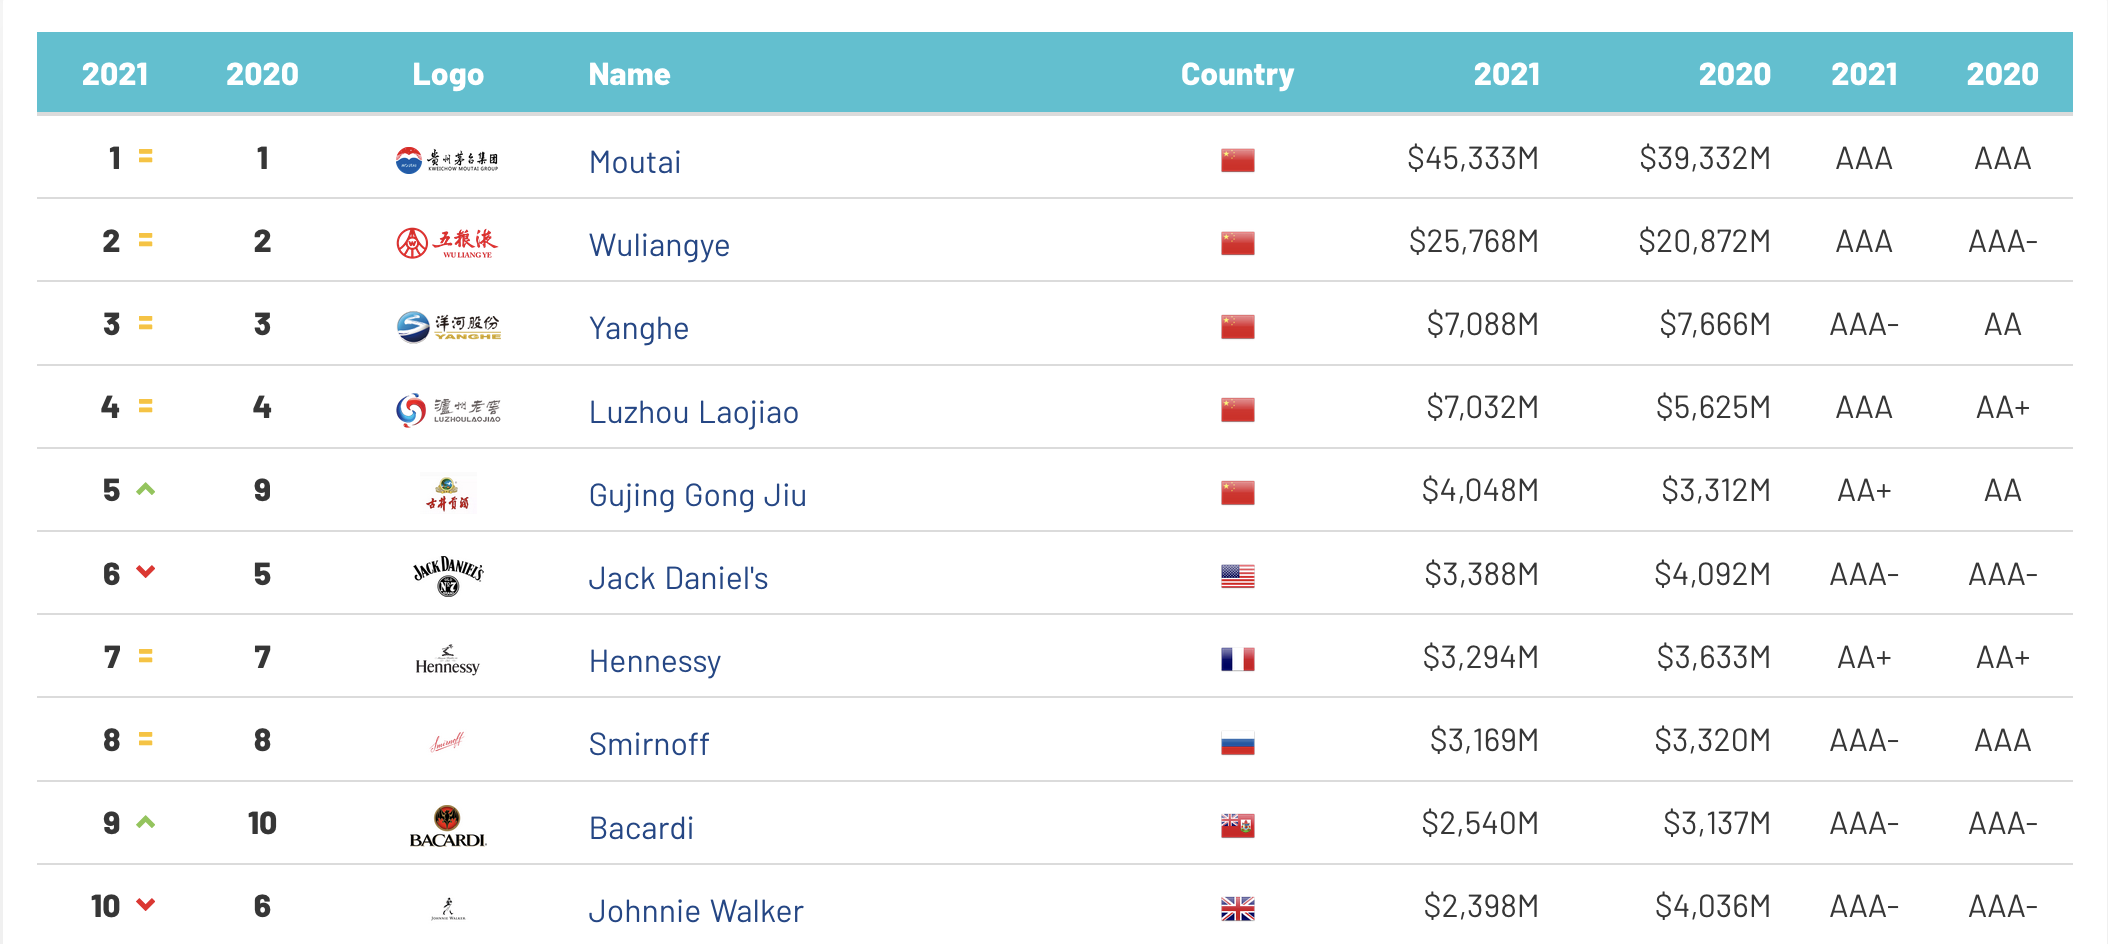 2021 2020 Logo Name Country 2021 2020 2021 2020
1 = 1 贵州茅台集团 KWEICHOW MOUTAI GROUP Moutai $45,333M $39,332M AAA AAA
2 = 2 五粮液 WU LIANG YE Wuliangye $25,768M $20,872M AAA AAA-
3 = 3 洋河股份 YANGHE Yanghe $7,088M $7,666M AAA- AA
4 = 4 泸州老窖 LUZHOULAOJIAO Luzhou Laojiao $7,032M $5,625M AAA AA+
5 9 古井贡酒 Gujing Gong Jiu $4,048M $3,312M AA+ AA
6 5 JACK DANIEL'S Jack Daniel's $3,388M $4,092M AAA- AAA-
7 = 7 Hennessy Hennessy $3,294M $3,633M AA+ AA+
8 = 8 Smirnoff Smirnoff $3,169M $3,320M AAA- AAA
9 10 BACARDI Bacardi $2,540M $3,137M AAA- AAA-
10 6 JOHNNIE WALKER Johnnie Walker $2,398M $4,036M AAA- AAA-